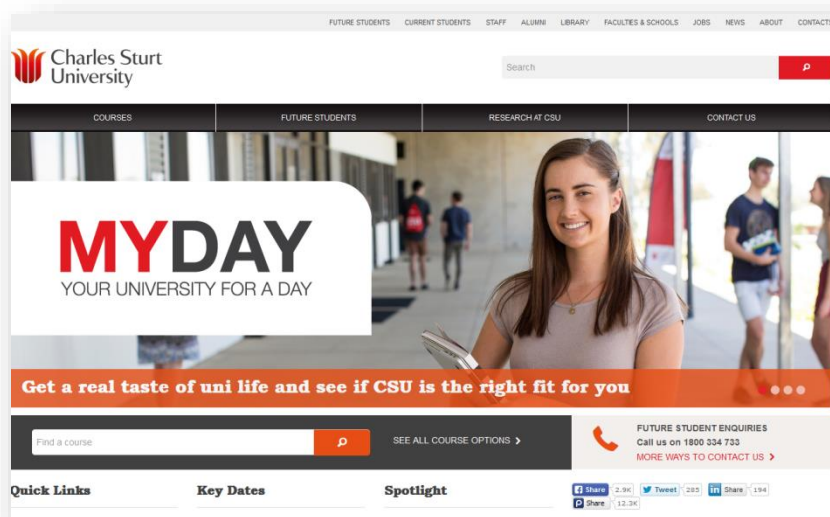 FUTURE STUDENTS CURRENT STUDENTS STAFF ALUMNI LIBRARY FACULTIES & SCHOOLS JOBS NEWS ABOUT CONTACTS
Charles Sturt
University
Search
COURSES FUTURE STUDENTS RESEARCH AT CSU CONTACT US
MYDAY
YOUR UNIVERSITY FOR A DAY
Get a real taste of uni life and see if CSU is the right fit for you
Find a course
SEE ALL COURSE OPTIONS
FUTURE STUDENT ENQUIRIES
Call us on 1800 334 733
MORE WAYS TO CONTACT US
Quick Links Key Dates Spotlight
Share 2.9K Tweet 285 in Share 194
Share 12.3K